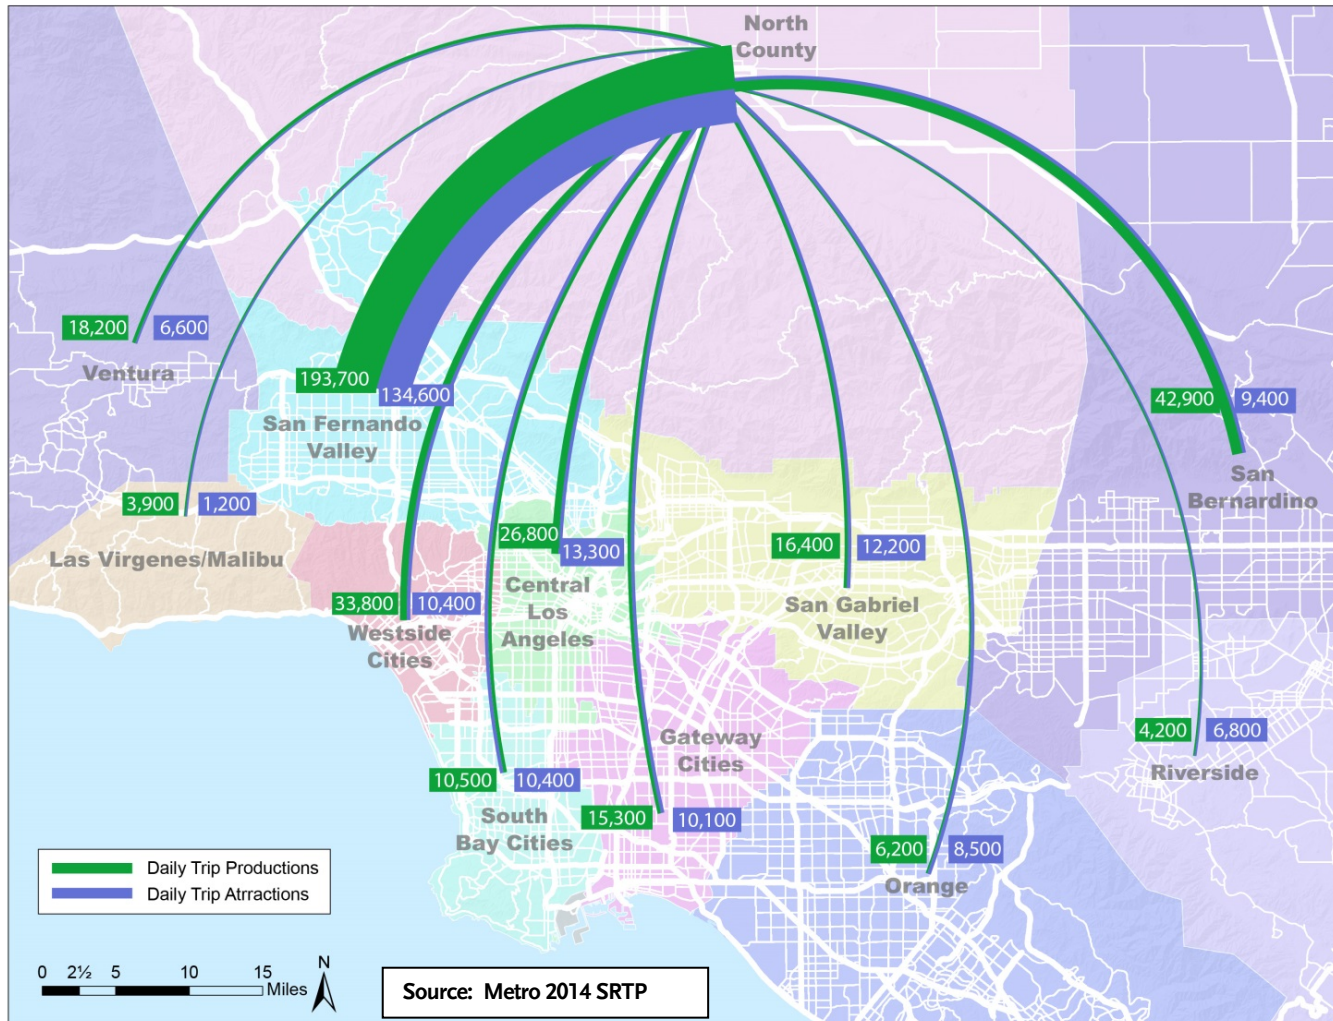 North
County
18,200
6,600
Ventura
193,700
134,600
San Fernando
Valley
42,900
9,400
San
Bernardino
3,900
1,200
Las Virgenes/Malibu
26,800
13,300
Central
Los
Angeles
16,400
12,200
San Gabriel
Valley
33,800
10,400
Westside
Cities
4,200
6,800
Riverside
Gateway
Cities
10,500
10,400
South
Bay Cities
15,300
10,100
6,200
8,500
Orange
Daily Trip Productions
Daily Trip Atrractions
0 2½ 5 10 15
Miles
N
Source: Metro 2014 SRTP